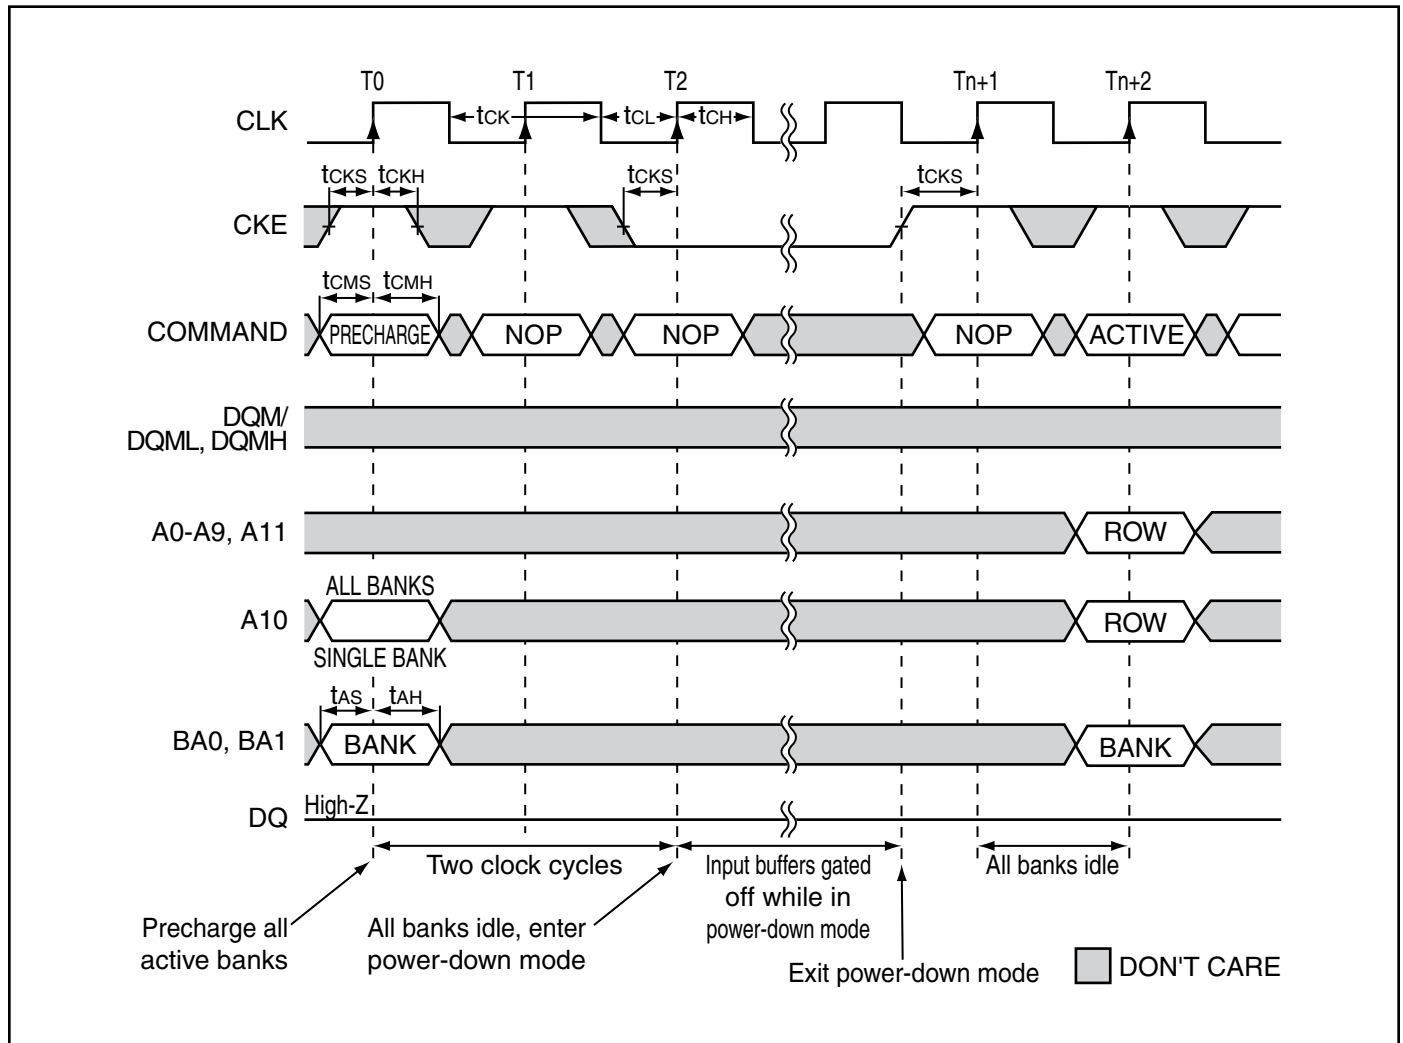 T0 T1 T2 Tn+1 Tn+2
CLK tCK tCL tCH
tCKS tCKH tCKS tCKS
CKE
tCMS tCMH
COMMAND PRECHARGE NOP NOP NOP ACTIVE
DQM/
DQML, DQMH
A0-A9, A11 ROW
ALL BANKS
A10 ROW
SINGLE BANK
tAS tAH
BA0, BA1 BANK BANK
DQ High-Z
Two clock cycles
Input buffers gated
off while in
power-down mode
All banks idle
Precharge all
active banks
All banks idle, enter
power-down mode
Exit power-down mode
DON'T CARE